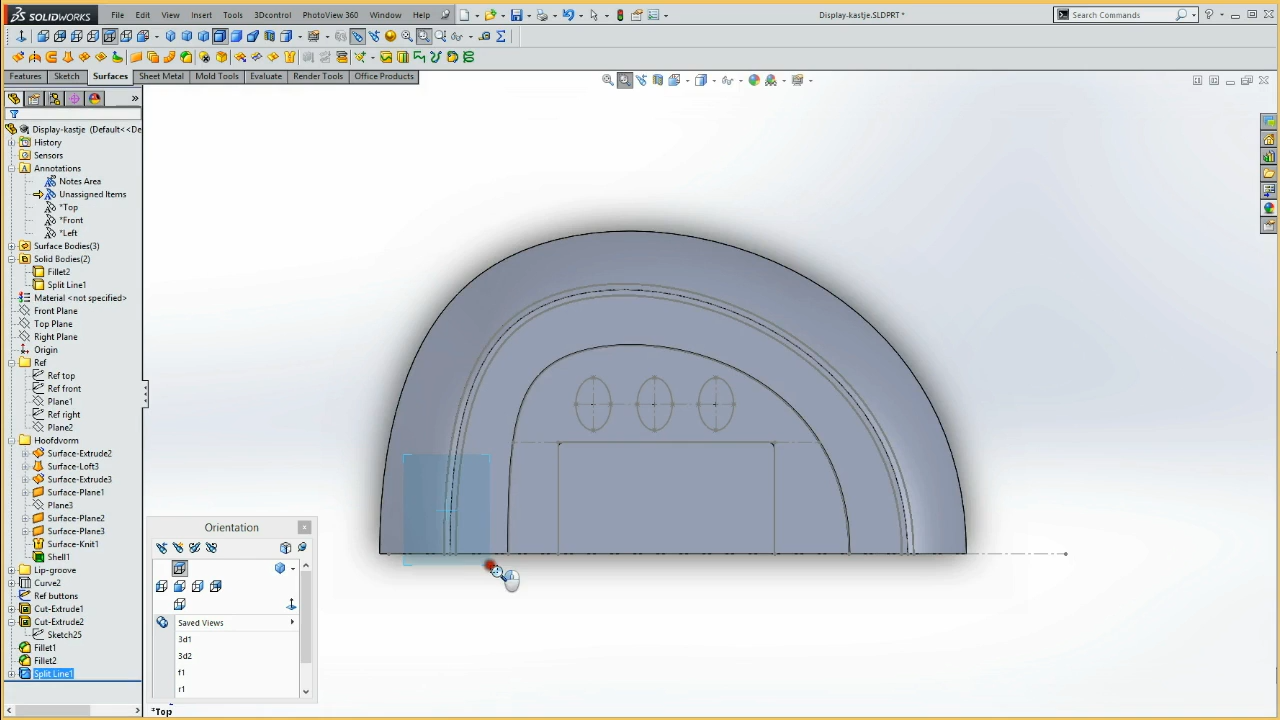 SOLIDWORKS File Edit View Insert Tools 3Dcontrol PhotoView 360 Window Help Display-kastje.SLDPRT * Search Commands
Features Sketch Surfaces Sheet Metal Mold Tools Evaluate Render Tools Office Products
Display-kastje (Default<<De
History
Sensors
Annotations
Notes Area
Unassigned Items
*Top
*Front
*Left
Surface Bodies(3)
Solid Bodies(2)
Fillet2
Split Line1
Material <not specified>
Front Plane
Top Plane
Right Plane
Origin
Ref
Ref top
Ref front
Plane1
Ref right
Plane2
Hoofdvorm
Surface-Extrude2
Surface-Loft3
Surface-Extrude3
Surface-Plane1
Plane3
Surface-Plane2
Surface-Plane3
Surface-Knit1
Shell1
Lip-groove
Curve2
Ref buttons
Cut-Extrude1
Cut-Extrude2
Sketch25
Fillet1
Fillet2
Split Line1
Orientation
Saved Views
3d1
3d2
f1
r1
*Top